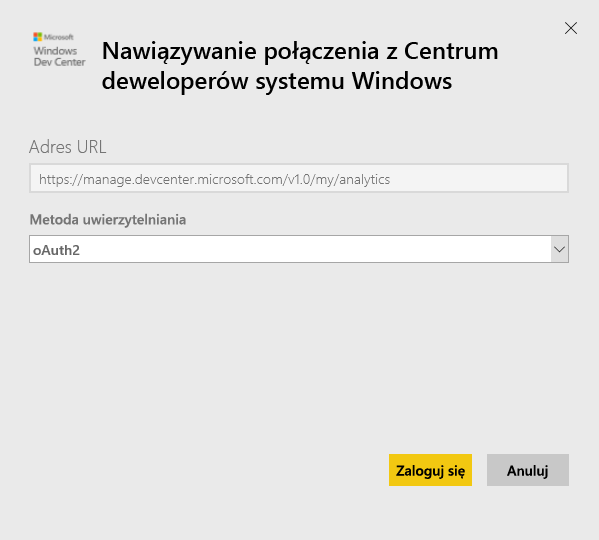 Microsoft
Windows
Dev Center
Nawiązywanie połączenia z Centrum
deweloperów systemu Windows
Adres URL
https://manage.devcenter.microsoft.com/v1.0/my/analytics
Metoda uwierzytelniania
oAuth2
Zaloguj się
Anuluj